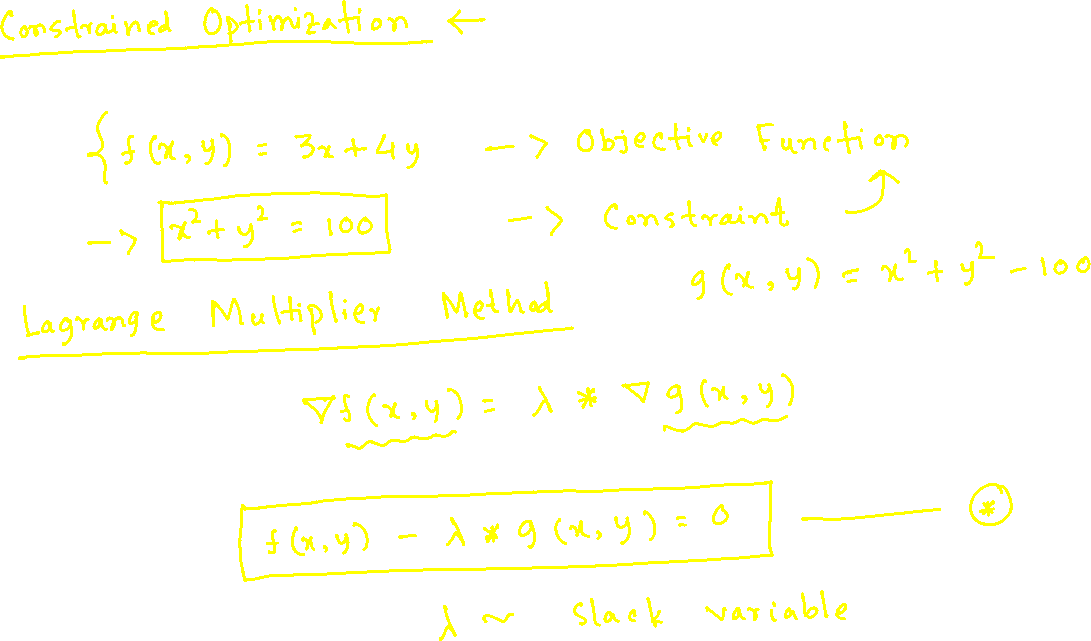 Constrained Optimization ←
{ f (x, y) = 3x + 4y --> Objective Function
--> x² + y² = 100 --> Constraint
g (x, y) = x² + y² - 100
Lagrange Multiplier Method
∇f (x, y) = λ * ∇ g (x, y)
f (x, y) - λ * g (x, y) = 0 —— *
λ ~ Slack variable